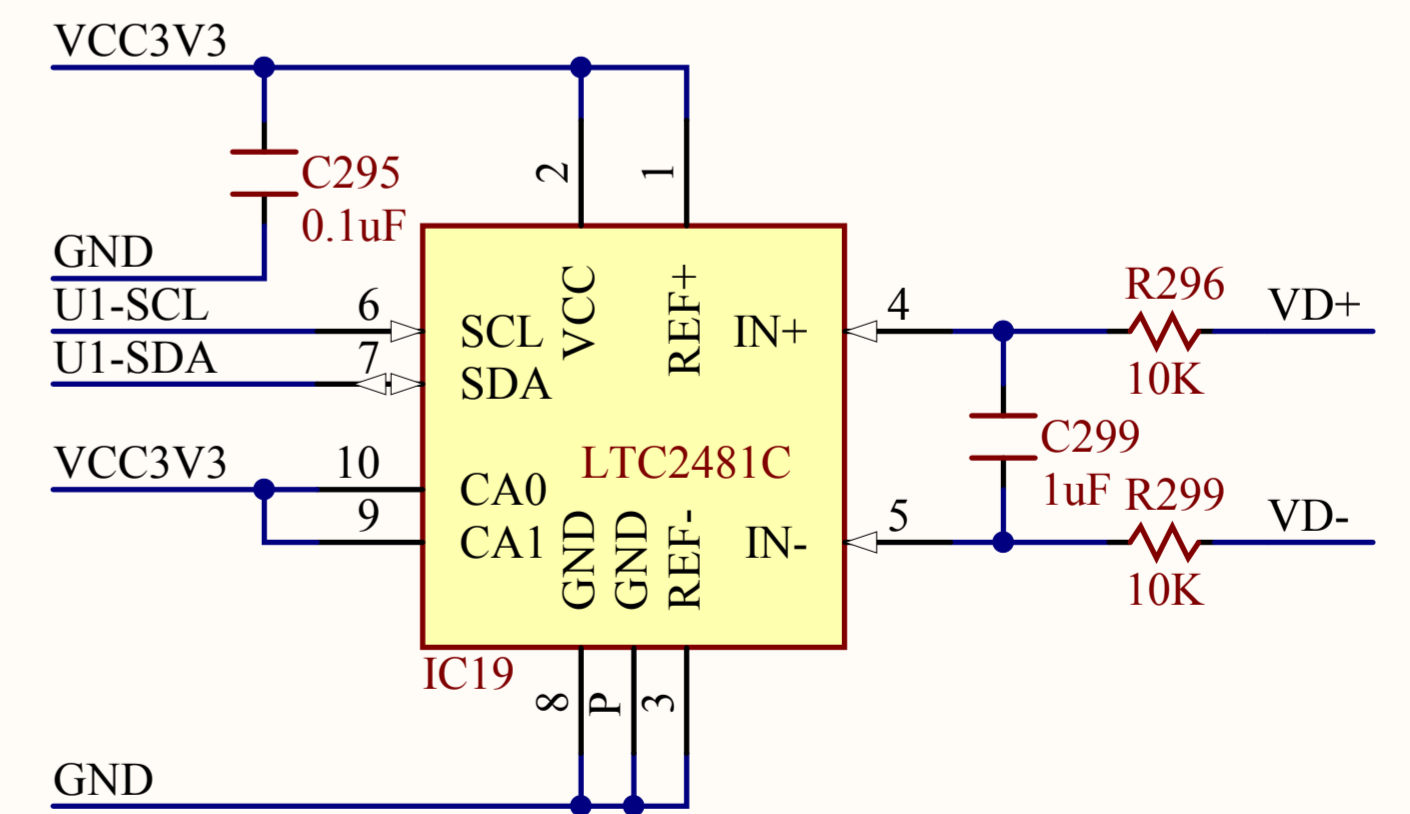 VCC3V3
2
1
C295
0.1uF
GND
U1-SCL
6
U1-SDA
7
VCC3V3
10
9
SCL
SDA
VCC
REF+
IN+
LTC2481C
CA0
CA1
GND
GND
REF-
IN-
4
R296
10K
VD+
C299
1uF
5
R299
10K
VD-
IC19
8
P
3
GND